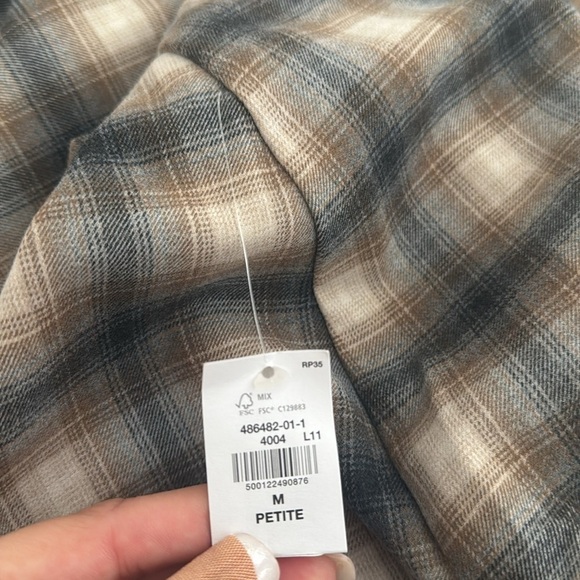 RP35
MIX
FSC FSC® C129883
486482-01-1
4004 L11
500122490876
M
PETITE